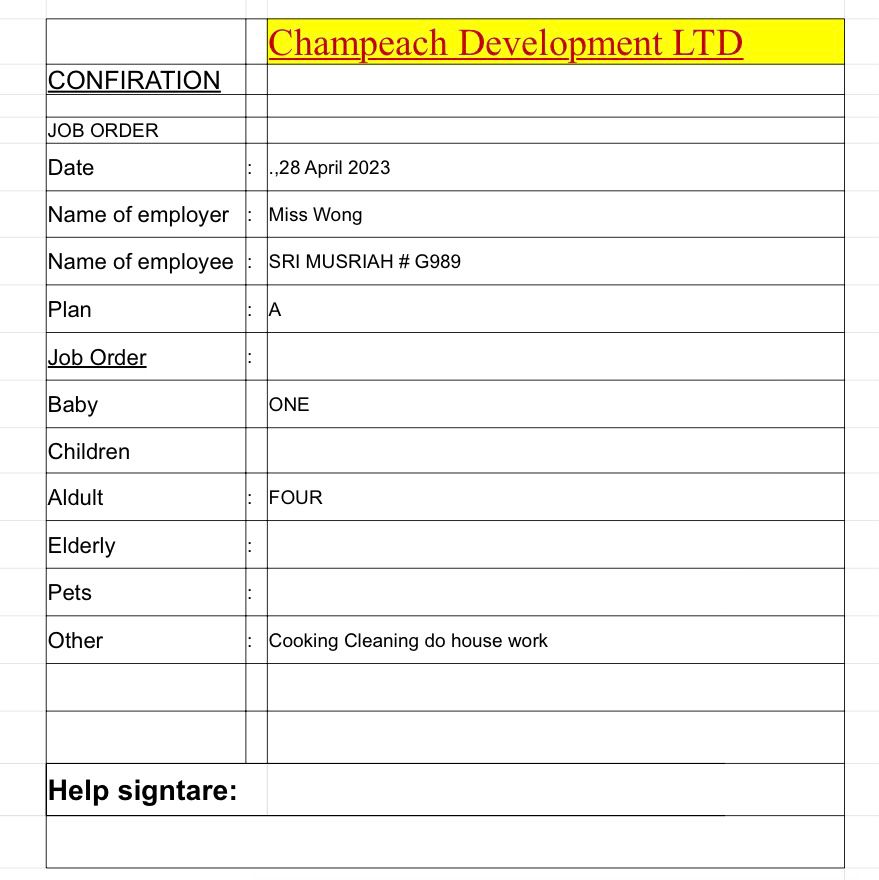 Champeach Development LTD
CONFIRATION
JOB ORDER
Date : .,28 April 2023
Name of employer : Miss Wong
Name of employee : SRI MUSRIAH # G989
Plan : A
Job Order :
Baby ONE
Children
Aldult : FOUR
Elderly :
Pets :
Other : Cooking Cleaning do house work
Help signtare: